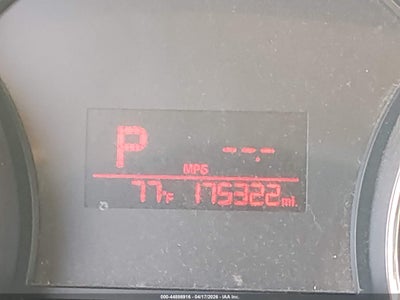 P --.-
MPG
77°F 175322 mi.
000-44898916 - 04/17/2026 - IAA Inc.